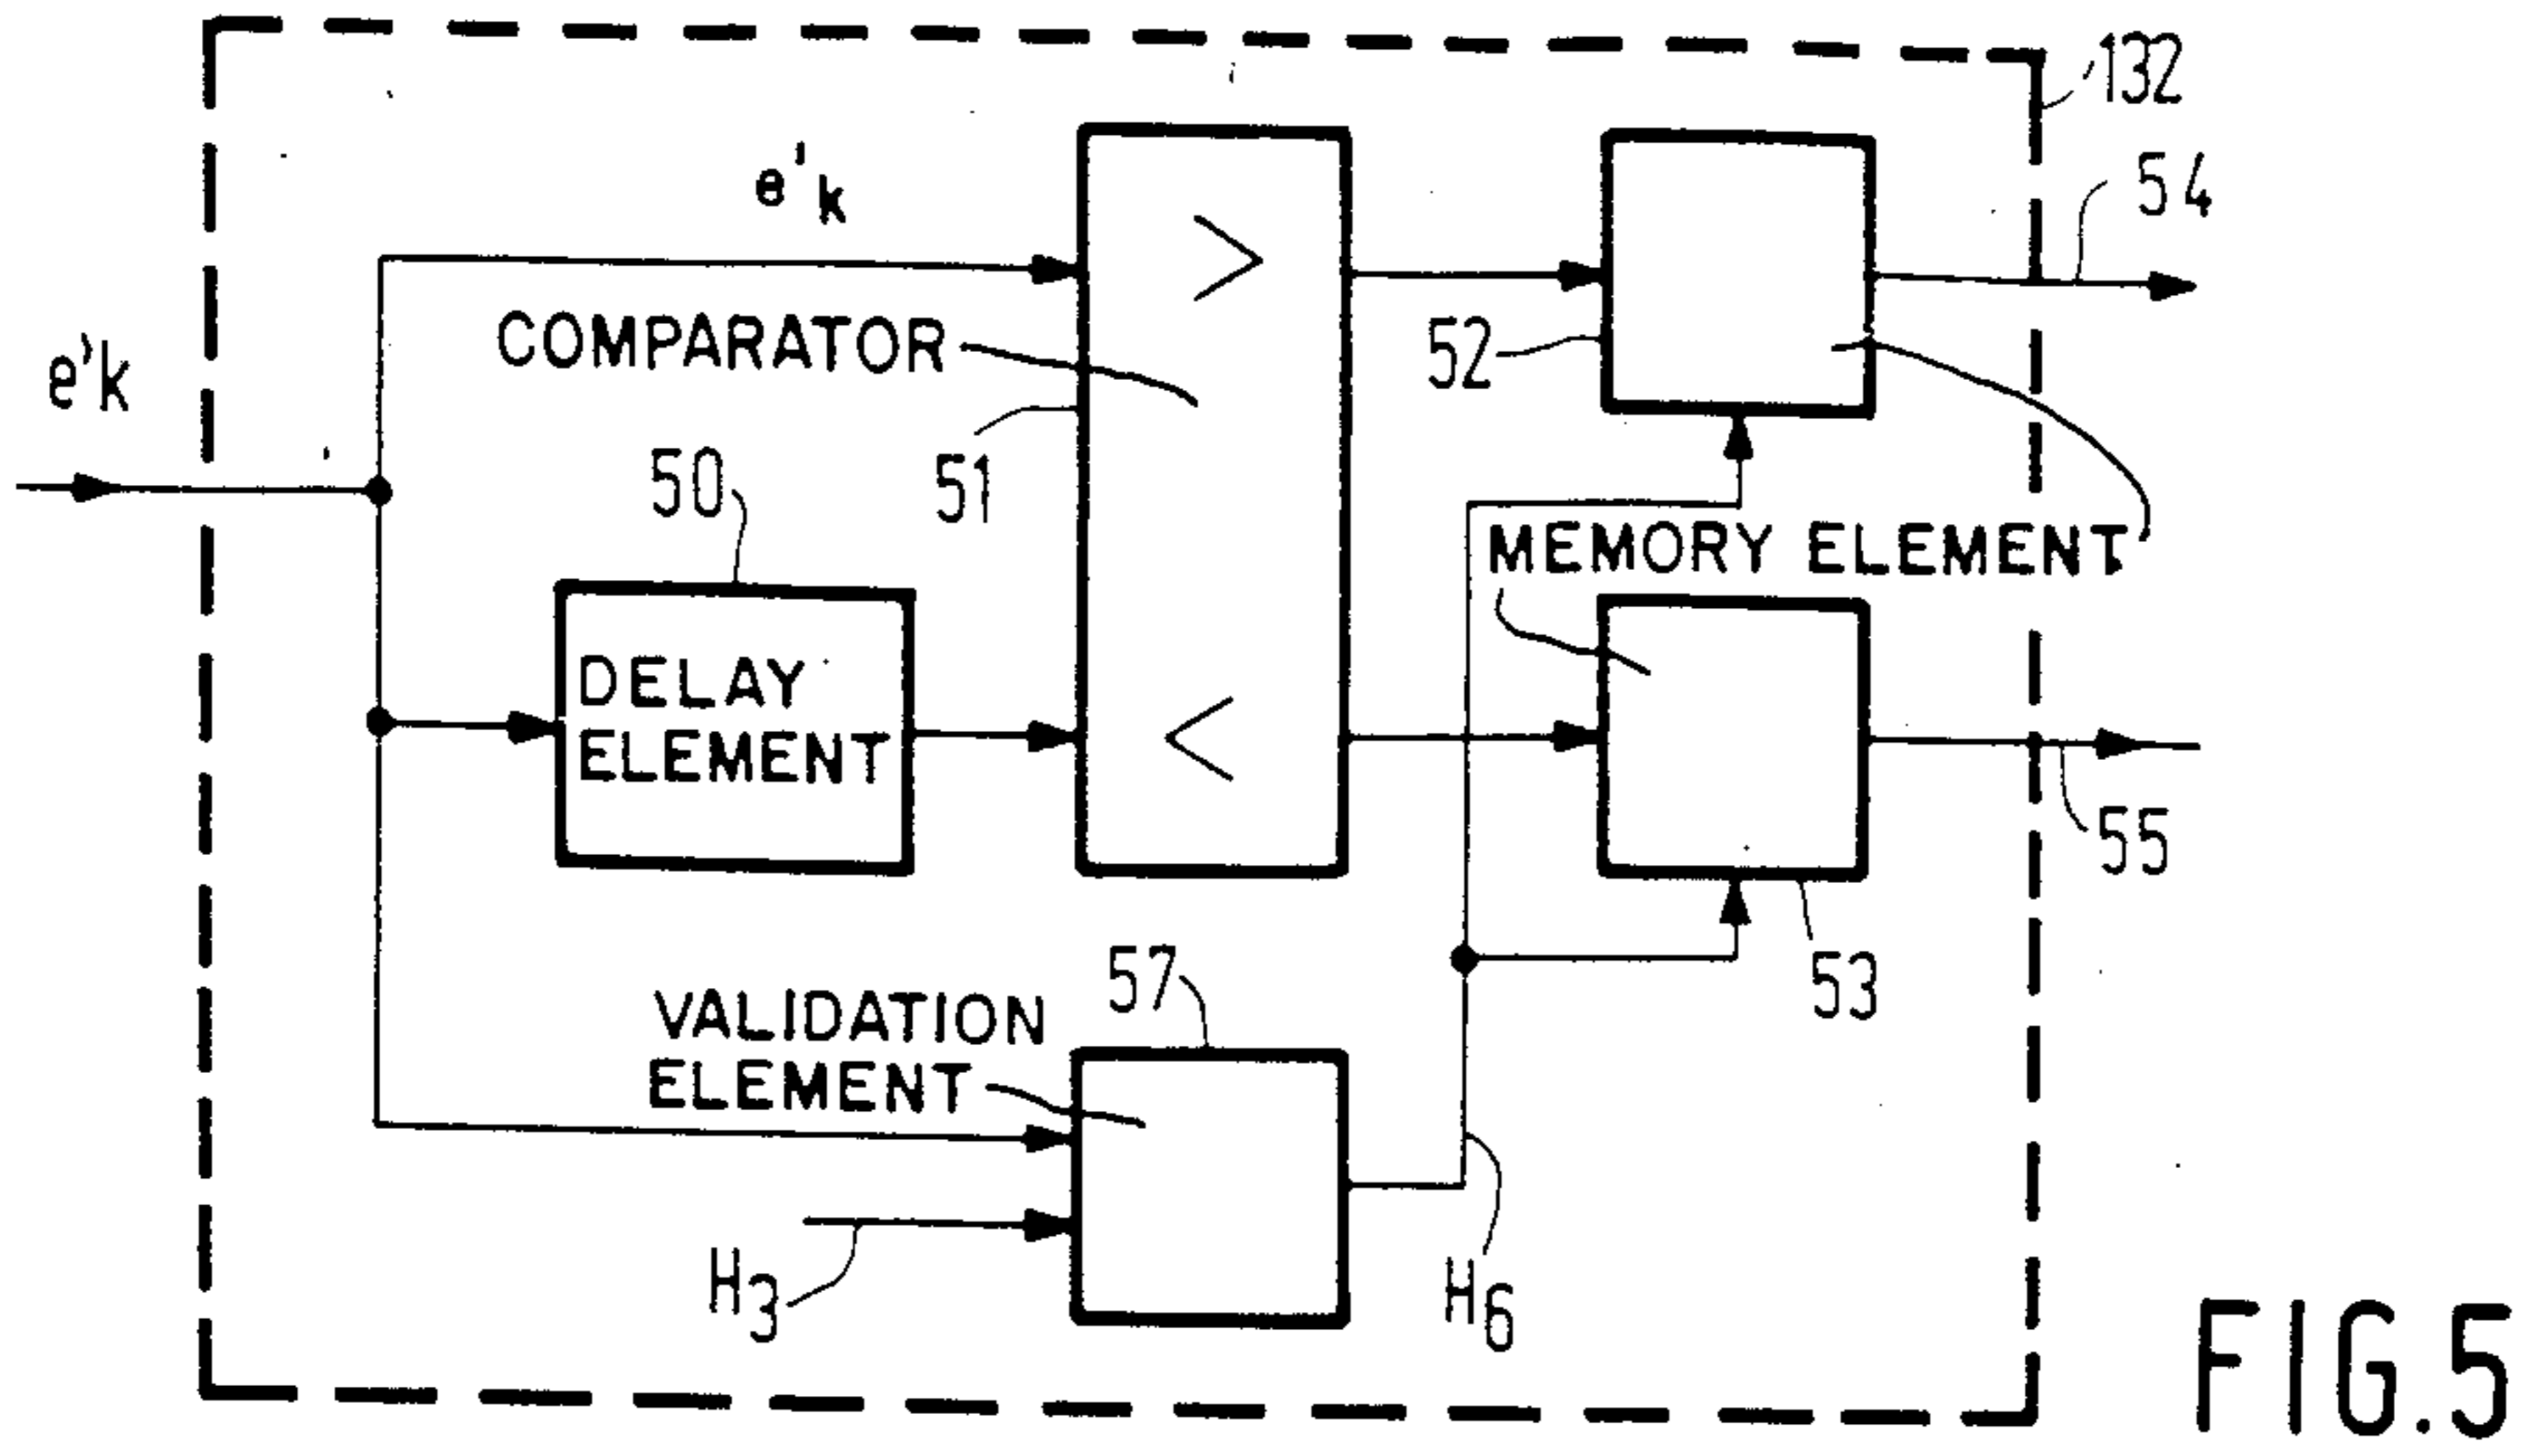 132
54
e'k
e'k
COMPARATOR
>
52
51
50
MEMORY ELEMENT
DELAY
ELEMENT
<
55
57
53
VALIDATION
ELEMENT
H3
H6
FIG.5